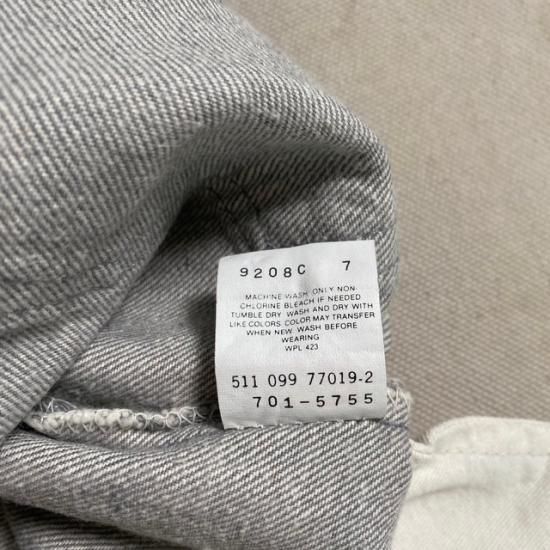 9208C 7
MACHINE WASH ONLY NON-
CHLORINE BLEACH IF NEEDED
TUMBLE DRY WASH AND DRY WITH
LIKE COLORS COLOR MAY TRANSFER
WHEN NEW WASH BEFORE
WEARING
WPL 423
511 099 77019-2
701-5755